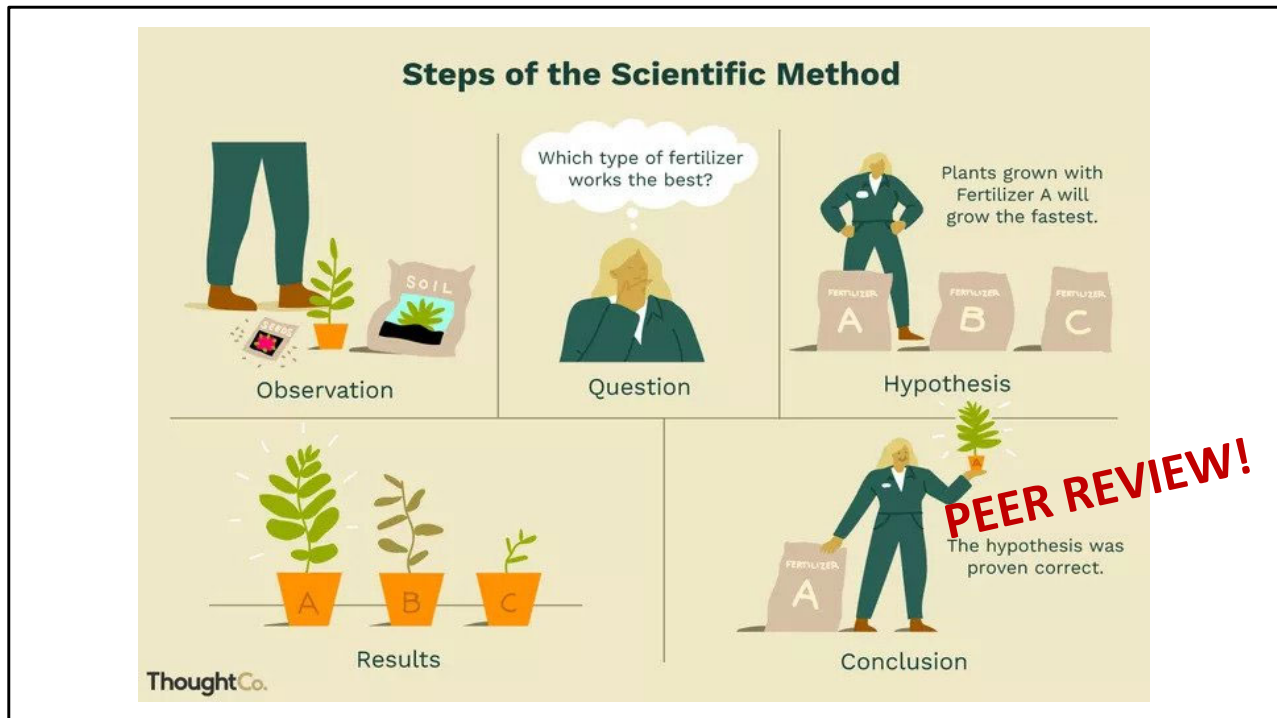 Steps of the Scientific Method
SOIL
SEEDS
Observation
Which type of fertilizer
works the best?
Question
Plants grown with
Fertilizer A will
grow the fastest.
FERTILIZER
A
FERTILIZER
B
FERTILIZER
C
Hypothesis
A
B
C
Results
A
PEER REVIEW!
The hypothesis was
proven correct.
FERTILIZER
A
Conclusion
ThoughtCo.